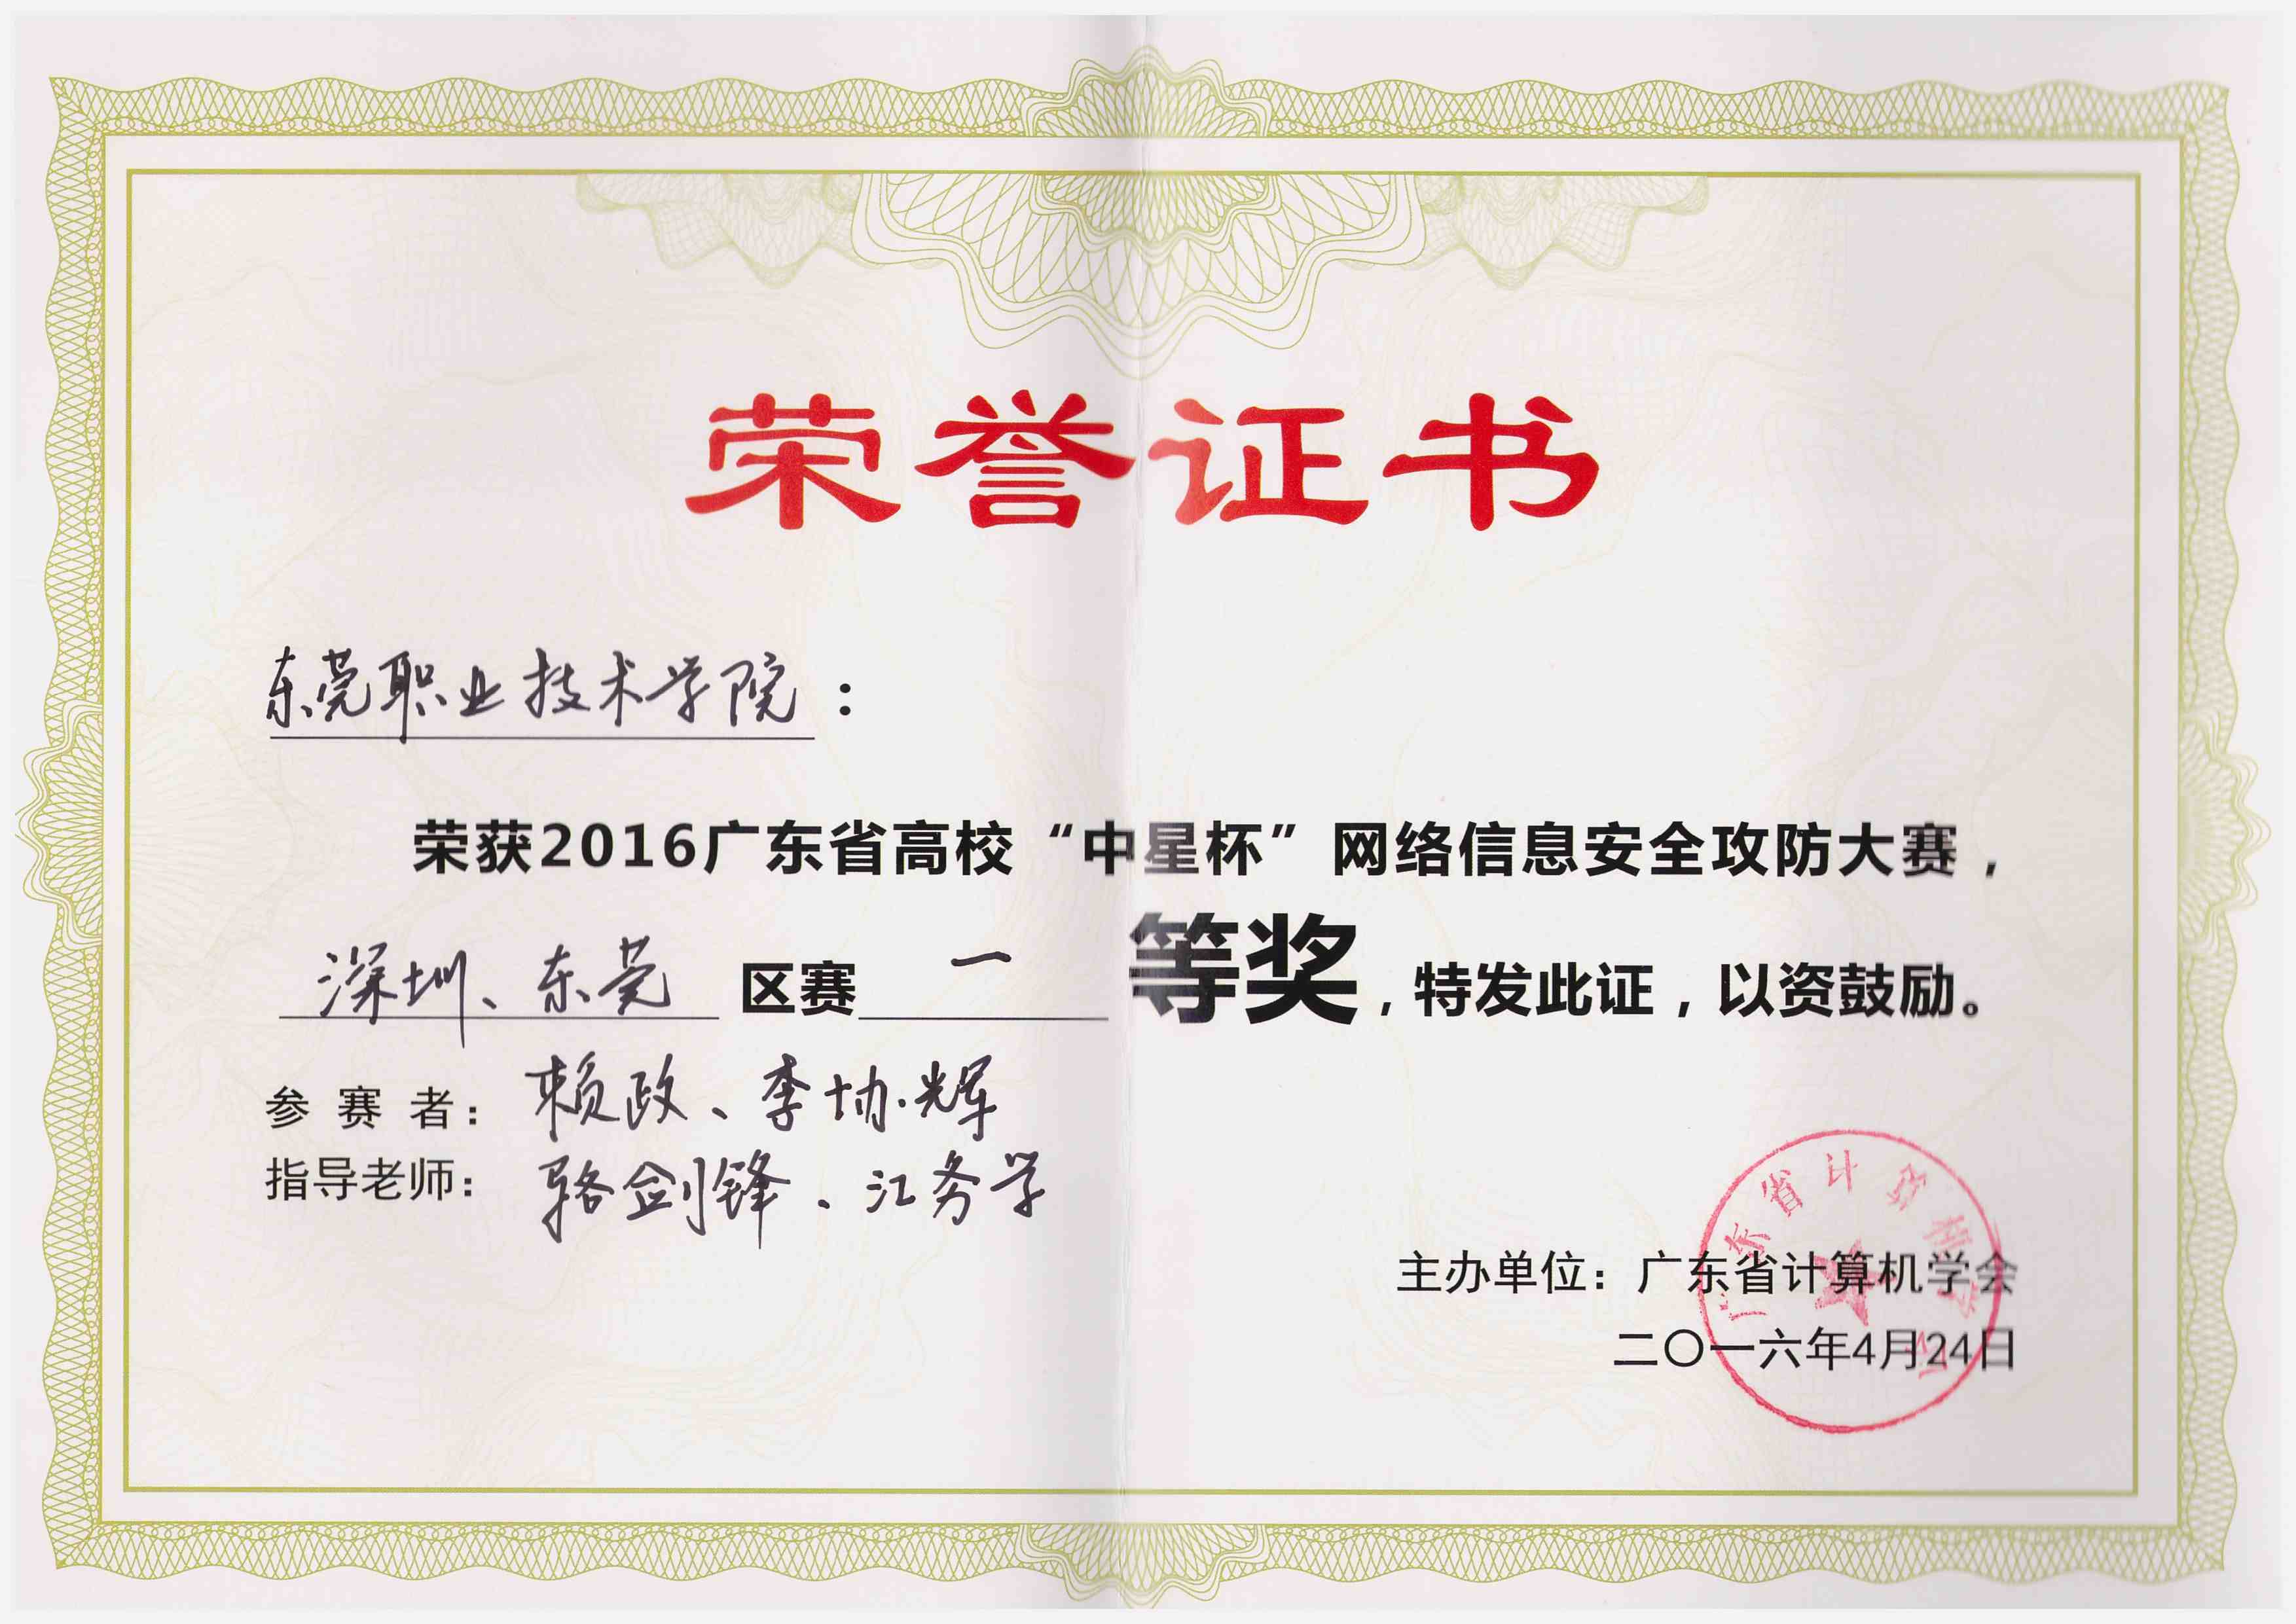 荣誉证书
东莞职业技术学院：
荣获2016广东省高校“中星杯”网络信息安全攻防大赛，
深圳、东莞 区赛 一 等奖，特发此证，以资鼓励。
参赛者：赖政、李协辉
指导老师：骆剑锋、江务学
主办单位：广东省计算机学会
二〇一六年4月24日
广东省计算机学会